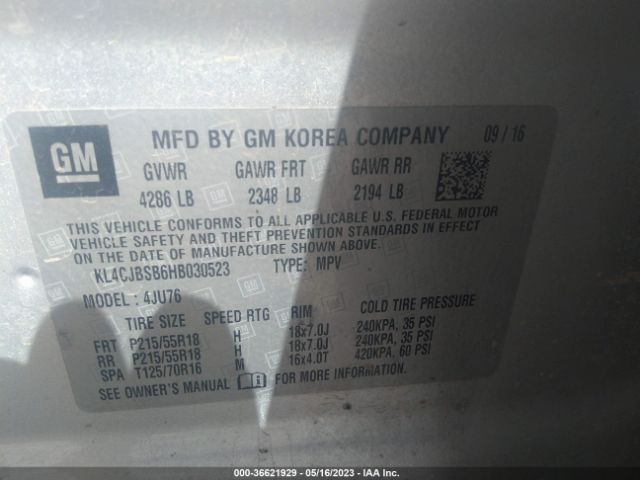 GM
MFD BY GM KOREA COMPANY 09/16
GVWR GAWR FRT GAWR RR
4286 LB 2348 LB 2194 LB
THIS VEHICLE CONFORMS TO ALL APPLICABLE U.S. FEDERAL MOTOR
VEHICLE SAFETY AND THEFT PREVENTION STANDARDS IN EFFECT
ON THE DATE OF MANUFACTURE SHOWN ABOVE.
KL4CJBS86HB030523 TYPE: MPV
MODEL: 4JU76
TIRE SIZE SPEED RTG RIM COLD TIRE PRESSURE
FRT P215/55R18 H 18x7.0J 240KPA, 35 PSI
RR P215/55R18 H 18x7.0J 240KPA, 35 PSI
SPA T125/70R16 M 16x4.0T 420KPA, 60 PSI
SEE OWNER'S MANUAL FOR MORE INFORMATION.
000-36621929 - 05/16/2023 - IAA Inc.